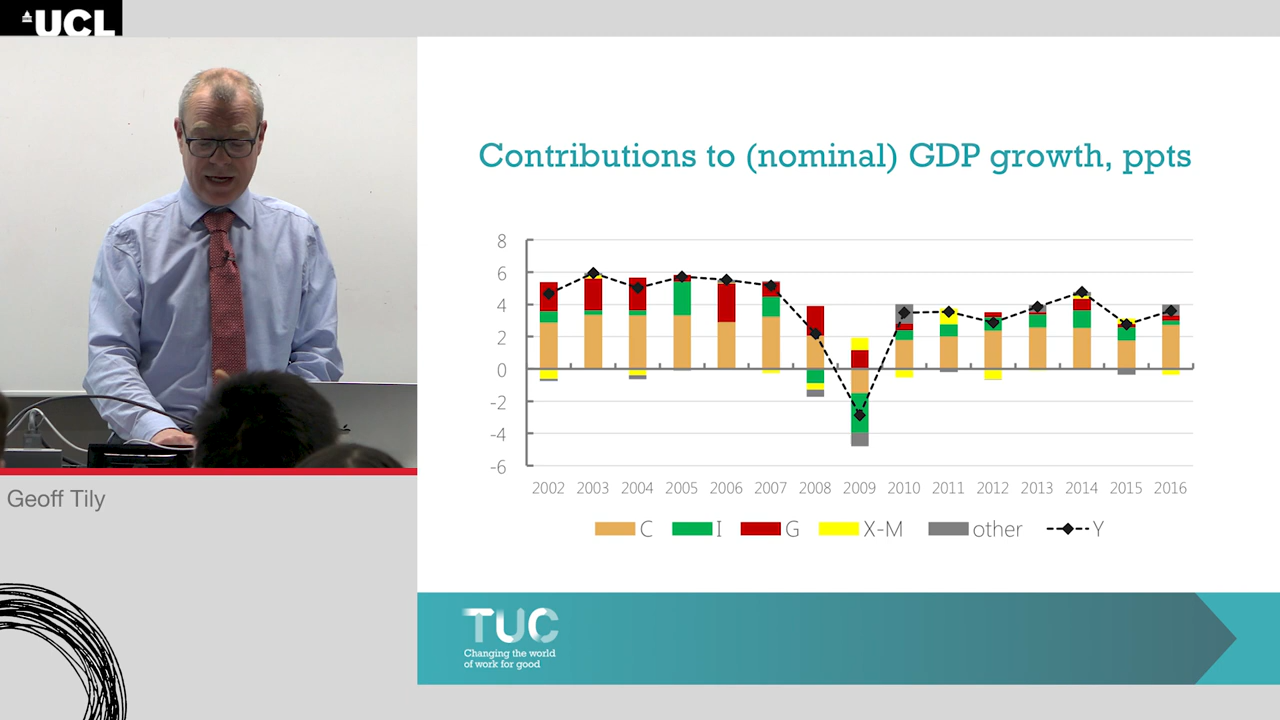 UCL
Contributions to (nominal) GDP growth, ppts
8
6
4
2
0
-2
-4
-6
2002 2003 2004 2005 2006 2007 2008 2009 2010 2011 2012 2013 2014 2015 2016
C I G X-M other Y
Geoff Tily
TUC
Changing the world
of work for good